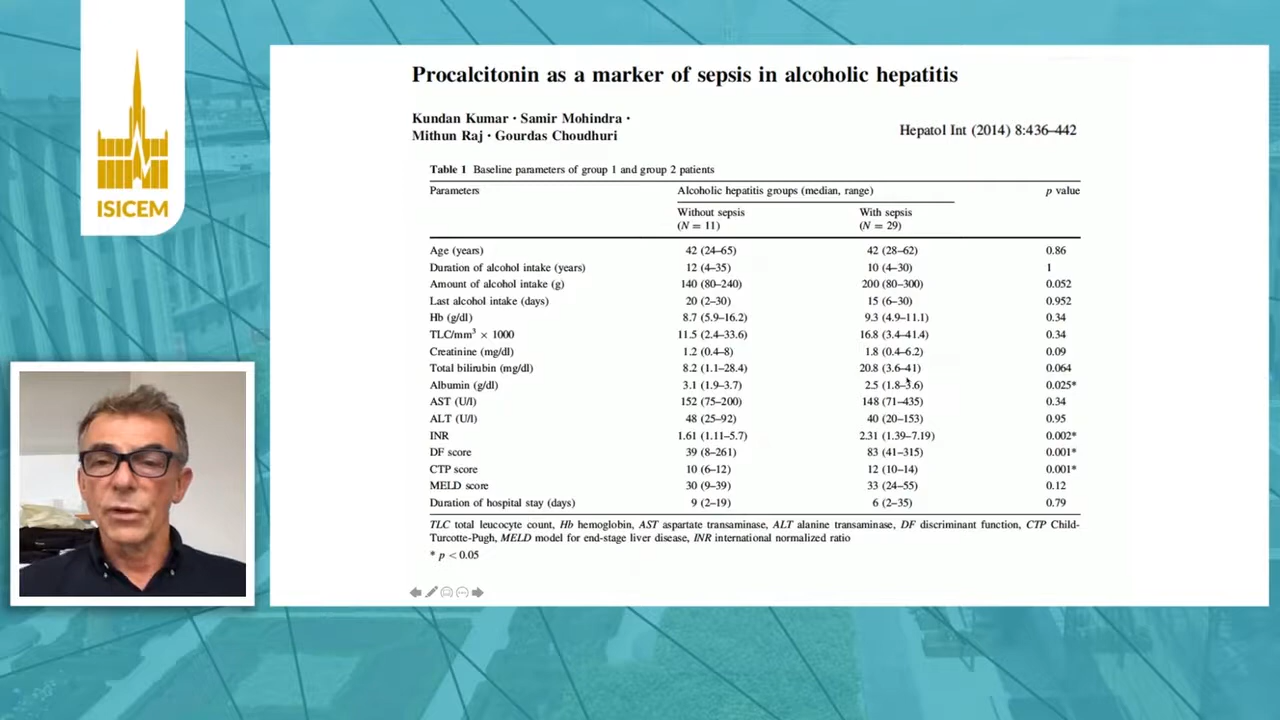 ISICEM
Procalcitonin as a marker of sepsis in alcoholic hepatitis
Kundan Kumar · Samir Mohindra ·
Mithun Raj · Gourdas Choudhuri
Hepatol Int (2014) 8:436–442
Table 1 Baseline parameters of group 1 and group 2 patients
Parameters Alcoholic hepatitis groups (median, range) p value
Without sepsis With sepsis
(N = 11) (N = 29)
Age (years) 42 (24–65) 42 (28–62) 0.86
Duration of alcohol intake (years) 12 (4–35) 10 (4–30) 1
Amount of alcohol intake (g) 140 (80–240) 200 (80–300) 0.052
Last alcohol intake (days) 20 (2–30) 15 (6–30) 0.952
Hb (g/dl) 8.7 (5.9–16.2) 9.3 (4.9–11.1) 0.34
TLC/mm³ × 1000 11.5 (2.4–33.6) 16.8 (3.4–41.4) 0.34
Creatinine (mg/dl) 1.2 (0.4–8) 1.8 (0.4–6.2) 0.09
Total bilirubin (mg/dl) 8.2 (1.1–28.4) 20.8 (3.6–41) 0.064
Albumin (g/dl) 3.1 (1.9–3.7) 2.5 (1.8–3.6) 0.025*
AST (U/l) 152 (75–200) 148 (71–435) 0.34
ALT (U/l) 48 (25–92) 40 (20–153) 0.95
INR 1.61 (1.11–5.7) 2.31 (1.39–7.19) 0.002*
DF score 39 (8–261) 83 (41–315) 0.001*
CTP score 10 (6–12) 12 (10–14) 0.001*
MELD score 30 (9–39) 33 (24–55) 0.12
Duration of hospital stay (days) 9 (2–19) 6 (2–35) 0.79
TLC total leucocyte count, Hb hemoglobin, AST aspartate transaminase, ALT alanine transaminase, DF discriminant function, CTP Child-
Turcotte-Pugh, MELD model for end-stage liver disease, INR international normalized ratio
* p < 0.05